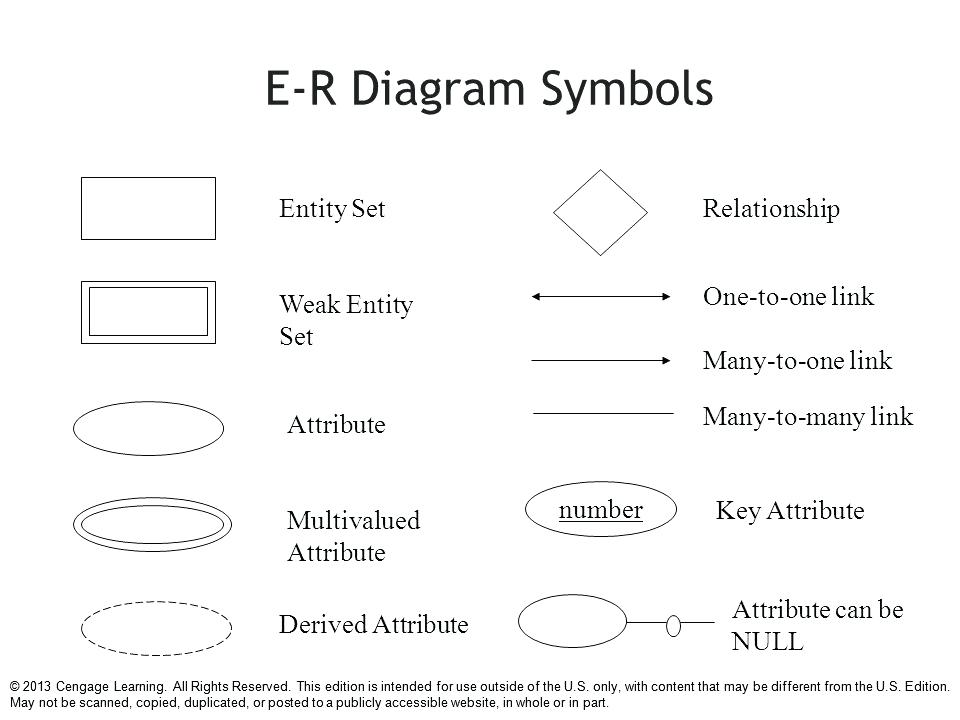 E-R Diagram Symbols
Entity Set
Relationship
Weak Entity
Set
One-to-one link
Many-to-one link
Attribute
Many-to-many link
Multivalued
Attribute
number
Key Attribute
Derived Attribute
Attribute can be
NULL
© 2013 Cengage Learning. All Rights Reserved. This edition is intended for use outside of the U.S. only, with content that may be different from the U.S. Edition.
May not be scanned, copied, duplicated, or posted to a publicly accessible website, in whole or in part.